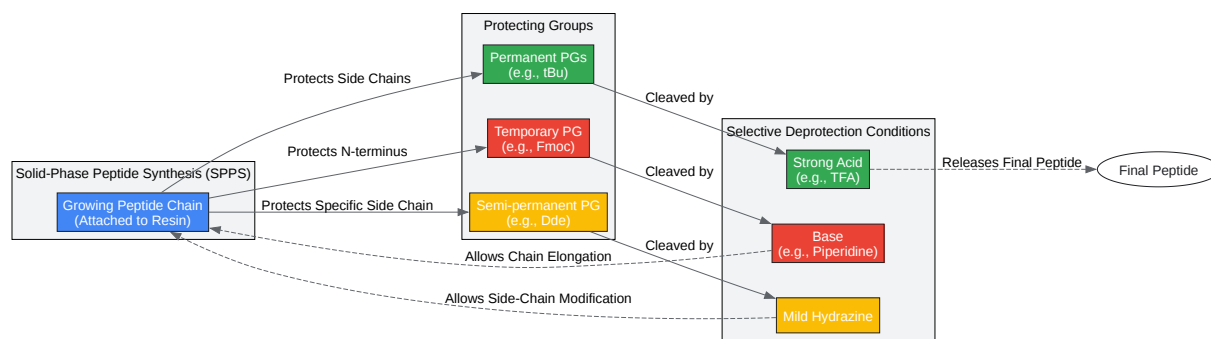 Protecting Groups
Permanent PGs
(e.g., tBu)
Protects Side Chains
Cleaved by
Temporary PG
(e.g., Fmoc)
Selective Deprotection Conditions
Protects N-terminus
Strong Acid
(e.g., TFA)
Releases Final Peptide
Final Peptide
Solid-Phase Peptide Synthesis (SPPS)
Cleaved by
Growing Peptide Chain
(Attached to Resin)
Protects Specific Side Chain
Semi-permanent PG
(e.g., Dde)
Cleaved by
Base
(e.g., Piperidine)
Allows Chain Elongation
Allows Side-Chain Modification
Mild Hydrazine